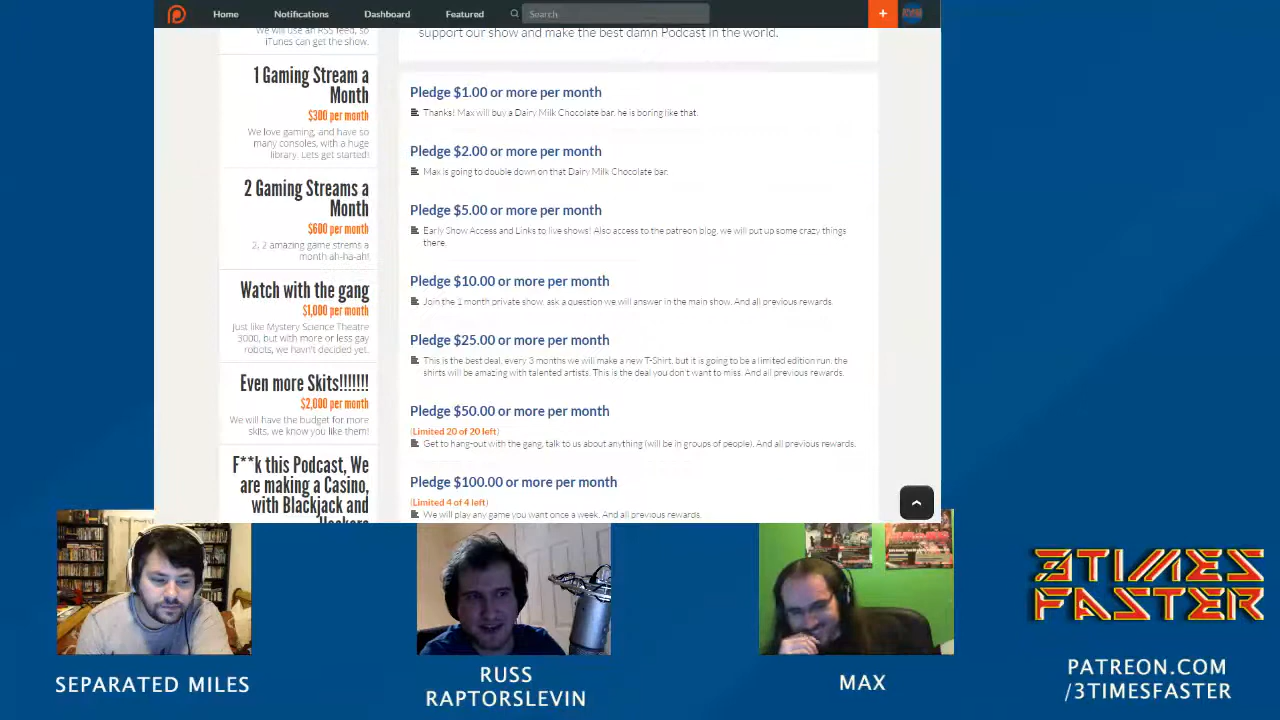 Home Notifications Dashboard Featured Search +
We will use an RSS feed, so
iTunes can get the show.
1 Gaming Stream a
Month
$300 per month
We love gaming, and have so
many consoles, with a huge
library. Lets get started!
2 Gaming Streams a
Month
$600 per month
2, 2 amazing game strems a
month ah-ha-ah!
Watch with the gang
$1,000 per month
Just like Mystery Science Theatre
3000, but with more or less gay
robots, we havn't decided yet.
Even more Skits!!!!!!!
$2,000 per month
We will have the budget for more
skits, we know you like them!
F**k this Podcast, We
are making a Casino,
with Blackjack and
Hookers
support our show and make the best damn Podcast in the world.
Pledge $1.00 or more per month
Thanks! Max will buy a Dairy Milk Chocolate bar, he is boring like that.
Pledge $2.00 or more per month
Max is going to double down on that Dairy Milk Chocolate bar.
Pledge $5.00 or more per month
Early Show Access and Links to live shows! Also access to the patreon blog, we will put up some crazy things
there.
Pledge $10.00 or more per month
Join the 1 month private show, ask a question we will answer in the main show. And all previous rewards.
Pledge $25.00 or more per month
This is the best deal, every 3 months we will make a new T-Shirt, but it is going to be a limited edition run, the
shirts will be amazing with talented artists. This is the deal you don't want to miss. And all previous rewards.
Pledge $50.00 or more per month
(Limited 20 of 20 left)
Get to hang-out with the gang, talk to us about anything (will be in groups of people). And all previous rewards.
Pledge $100.00 or more per month
(Limited 4 of 4 left)
We will play any game you want once a week. And all previous rewards.
SEPARATED MILES
RUSS
RAPTORSLEVIN
MAX
3TIMES
FASTER
PATREON.COM
/3TIMESFASTER